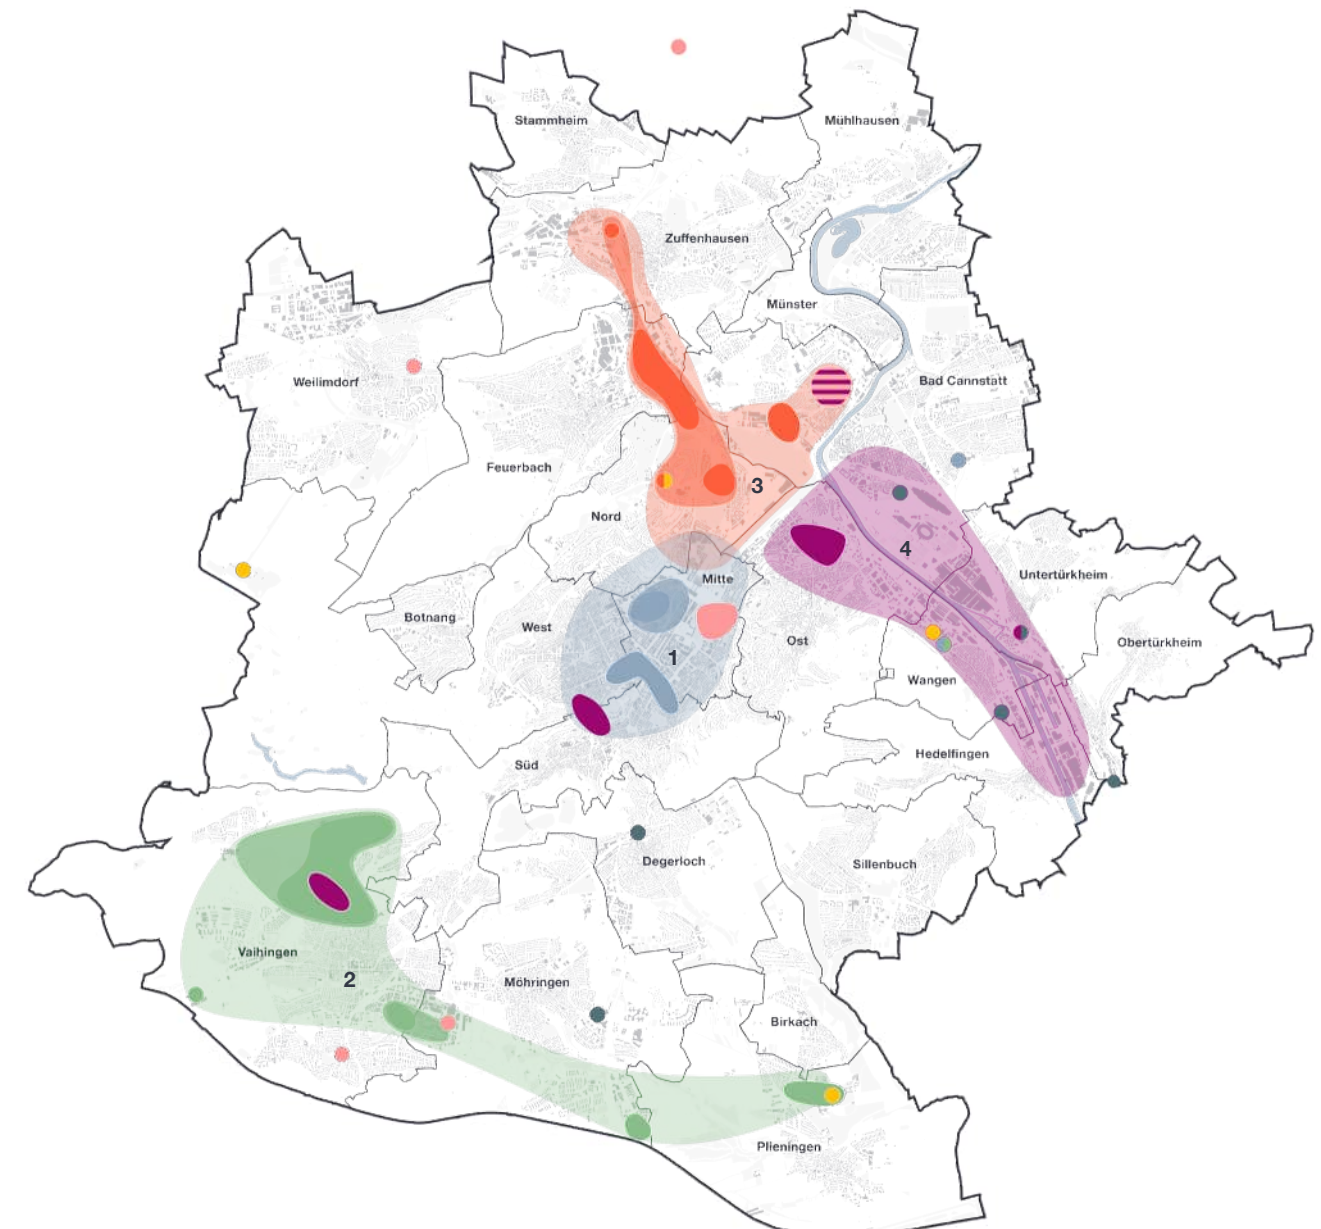 Stammheim
Mühlhausen
Zuffenhausen
Münster
Weilimdorf
Bad Cannstatt
Feuerbach
3
Nord
4
Mitte
Untertürkheim
Botnang
West
Ost
Obertürkheim
1
Wangen
Süd
Hedelfingen
Degerloch
Sillenbuch
Vaihingen
2
Möhringen
Birkach
Plieningen